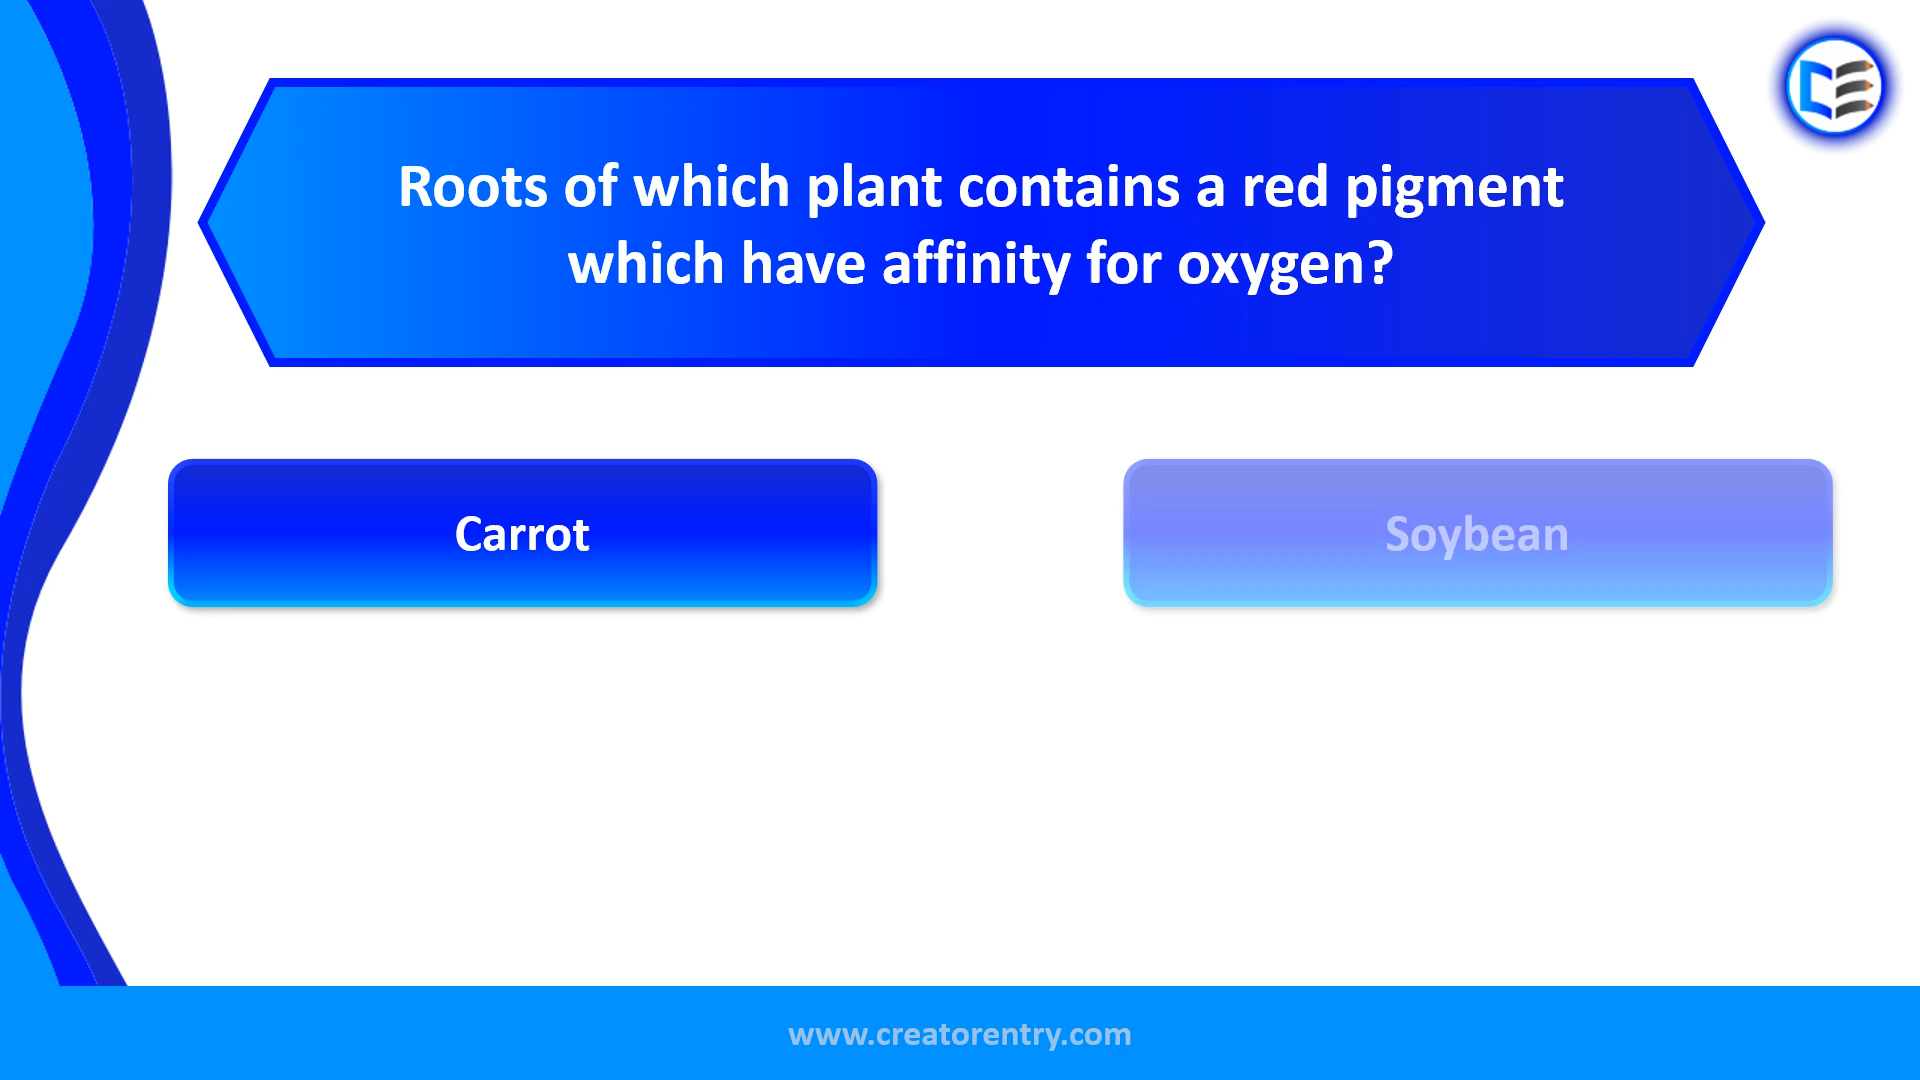 Roots of which plant contains a red pigment
which have affinity for oxygen?
Carrot
Soybean
www.creatorentry.com